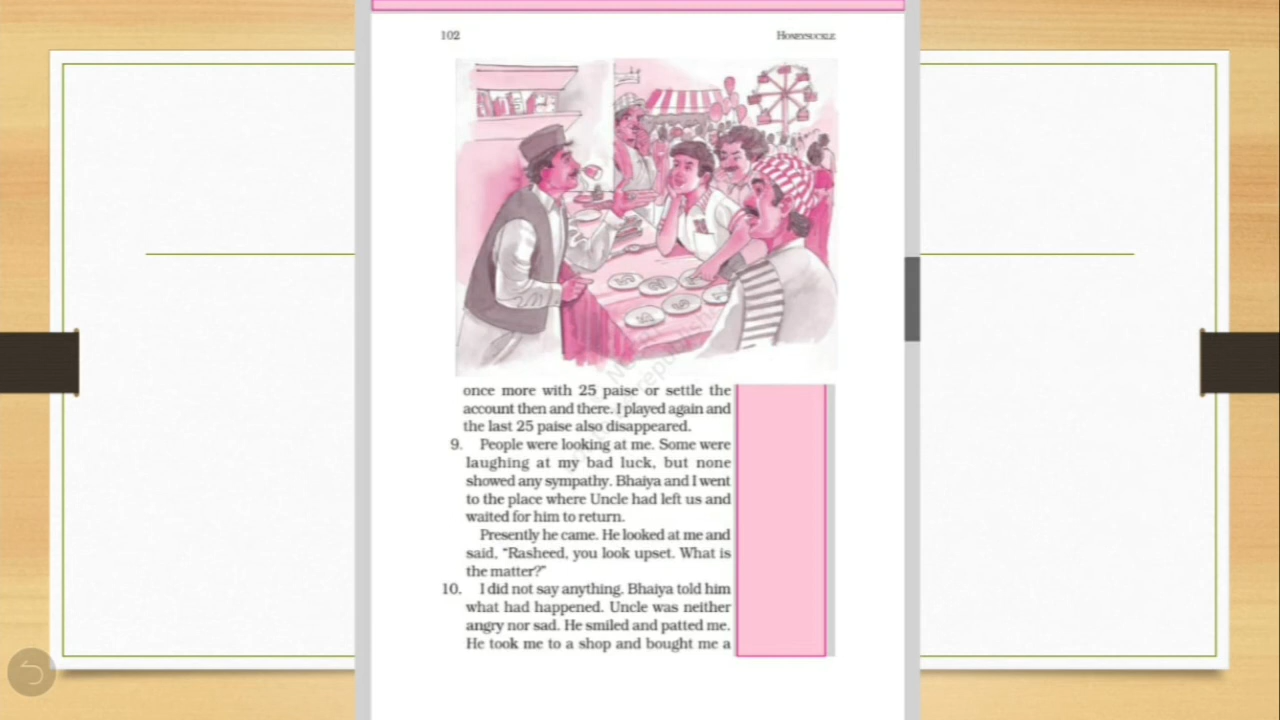 102
HONEYSUCKLE
once more with 25 paise or settle the
account then and there. I played again and
the last 25 paise also disappeared.
9. People were looking at me. Some were
laughing at my bad luck, but none
showed any sympathy. Bhaiya and I went
to the place where Uncle had left us and
waited for him to return.
Presently he came. He looked at me and
said, “Rasheed, you look upset. What is
the matter?”
10. I did not say anything. Bhaiya told him
what had happened. Uncle was neither
angry nor sad. He smiled and patted me.
He took me to a shop and bought me a